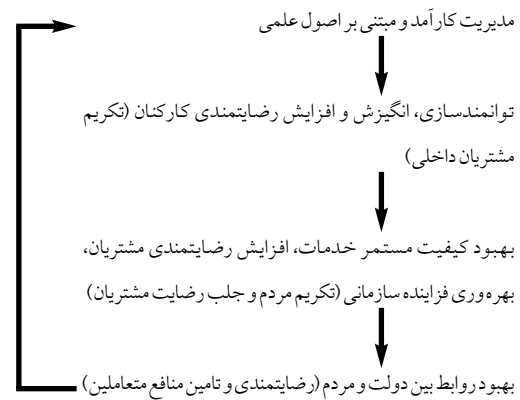 مدیریت کارآمد و مبتنی بر اصول علمی
توانمندسازی، انگیزش و افزایش رضایتمندی کارکنان (تکریم
مشتریان داخلی)
بهبود کیفیت مستمر خدمات، افزایش رضایتمندی مشتریان،
بهره‌وری فزاینده سازمانی (تکریم مردم و جلب رضایت مشتریان)
بهبود روابط بین دولت و مردم (رضایتمندی و تامین منافع متعاملین)